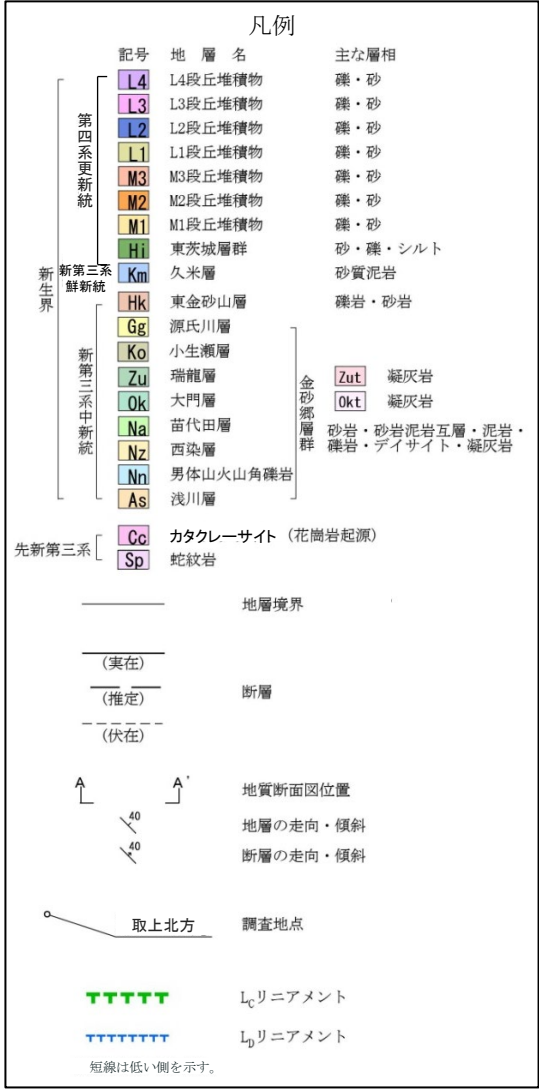 凡例
記号 地層名 主な層相
L4 L4段丘堆積物 礫・砂
L3 L3段丘堆積物 礫・砂
L2 L2段丘堆積物 礫・砂
L1 L1段丘堆積物 礫・砂
M3 M3段丘堆積物 礫・砂
M2 M2段丘堆積物 礫・砂
M1 M1段丘堆積物 礫・砂
Hi 東茨城層群 砂・礫・シルト
第四系更新統
Km 久米層 砂質泥岩
新第三系
鮮新統
新生界
Hk 東金砂山層 礫岩・砂岩
Gg 源氏川層
Ko 小生瀬層
Zu 瑞龍層
Ok 大門層
Na 苗代田層
Nz 西染層
Nn 男体山火山角礫岩
As 浅川層
新第三系中新統
金砂郷層群
Zut 凝灰岩
Okt 凝灰岩
砂岩・砂岩泥岩互層・泥岩・
礫岩・デイサイト・凝灰岩
先新第三系
Cc カタクレーサイト (花崗岩起源)
Sp 蛇紋岩
地層境界
(実在)
(推定) 断層
(伏在)
A A' 地質断面図位置
40 地層の走向・傾斜
40 断層の走向・傾斜
取上北方 調査地点
LCリニアメント
LDリニアメント
短線は低い側を示す。